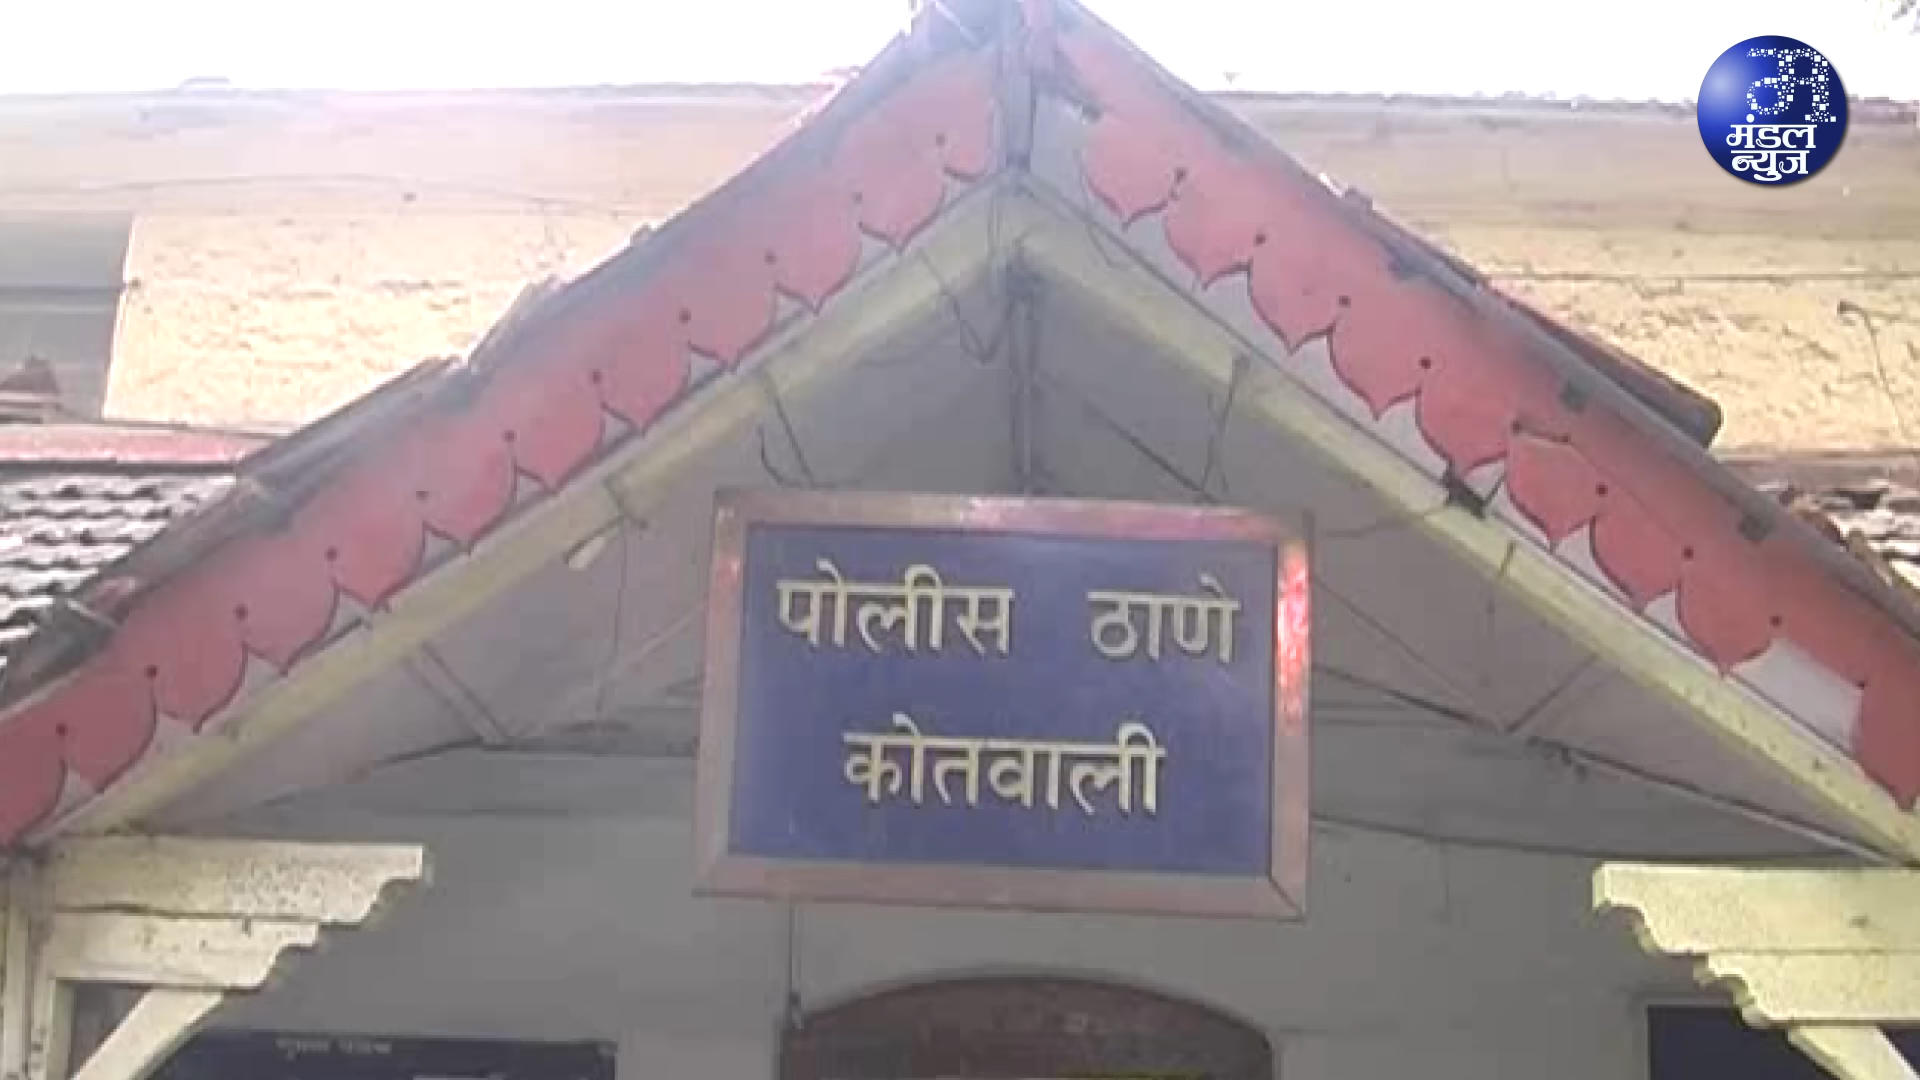 मंडल
न्युज
पोलीस ठाणे
कोतवाली